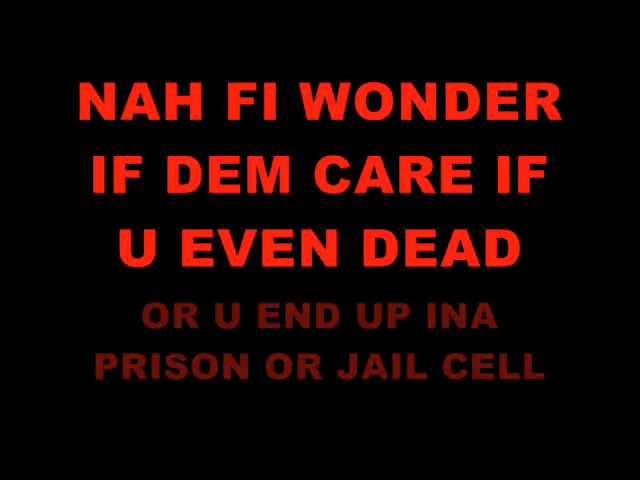 NAH FI WONDER
IF DEM CARE IF
U EVEN DEAD
OR U END UP INA
PRISON OR JAIL CELL